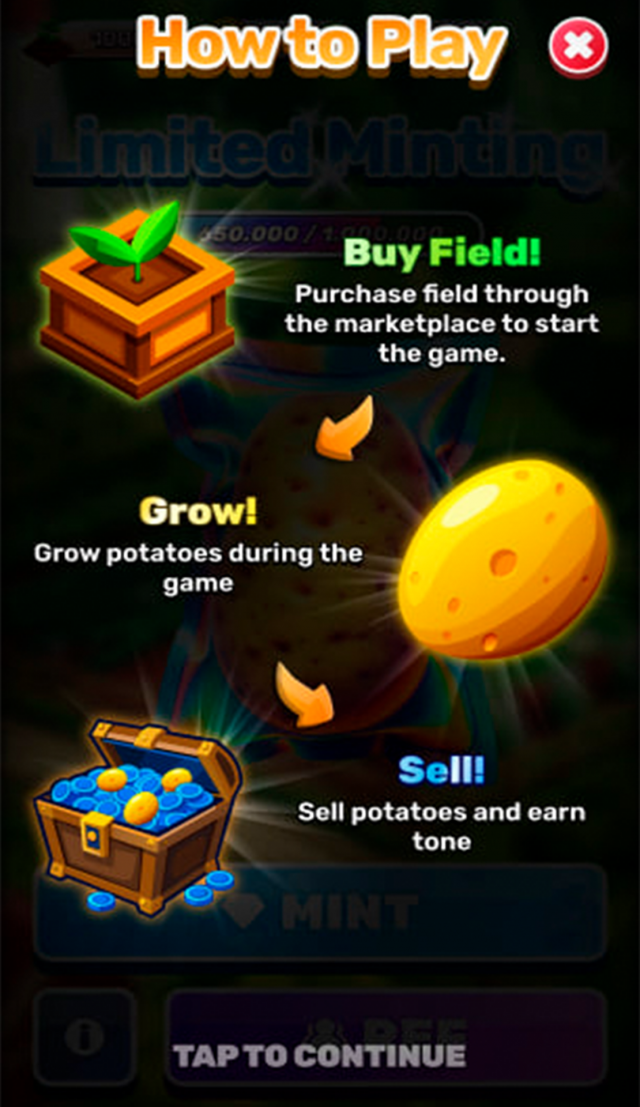 How to Play
Limited Minting
650.000 / 1.000.000
Buy Field!
Purchase field through
the marketplace to start
the game.
Grow!
Grow potatoes during the
game
Sell!
Sell potatoes and earn
tone
MINT
REF
TAP TO CONTINUE